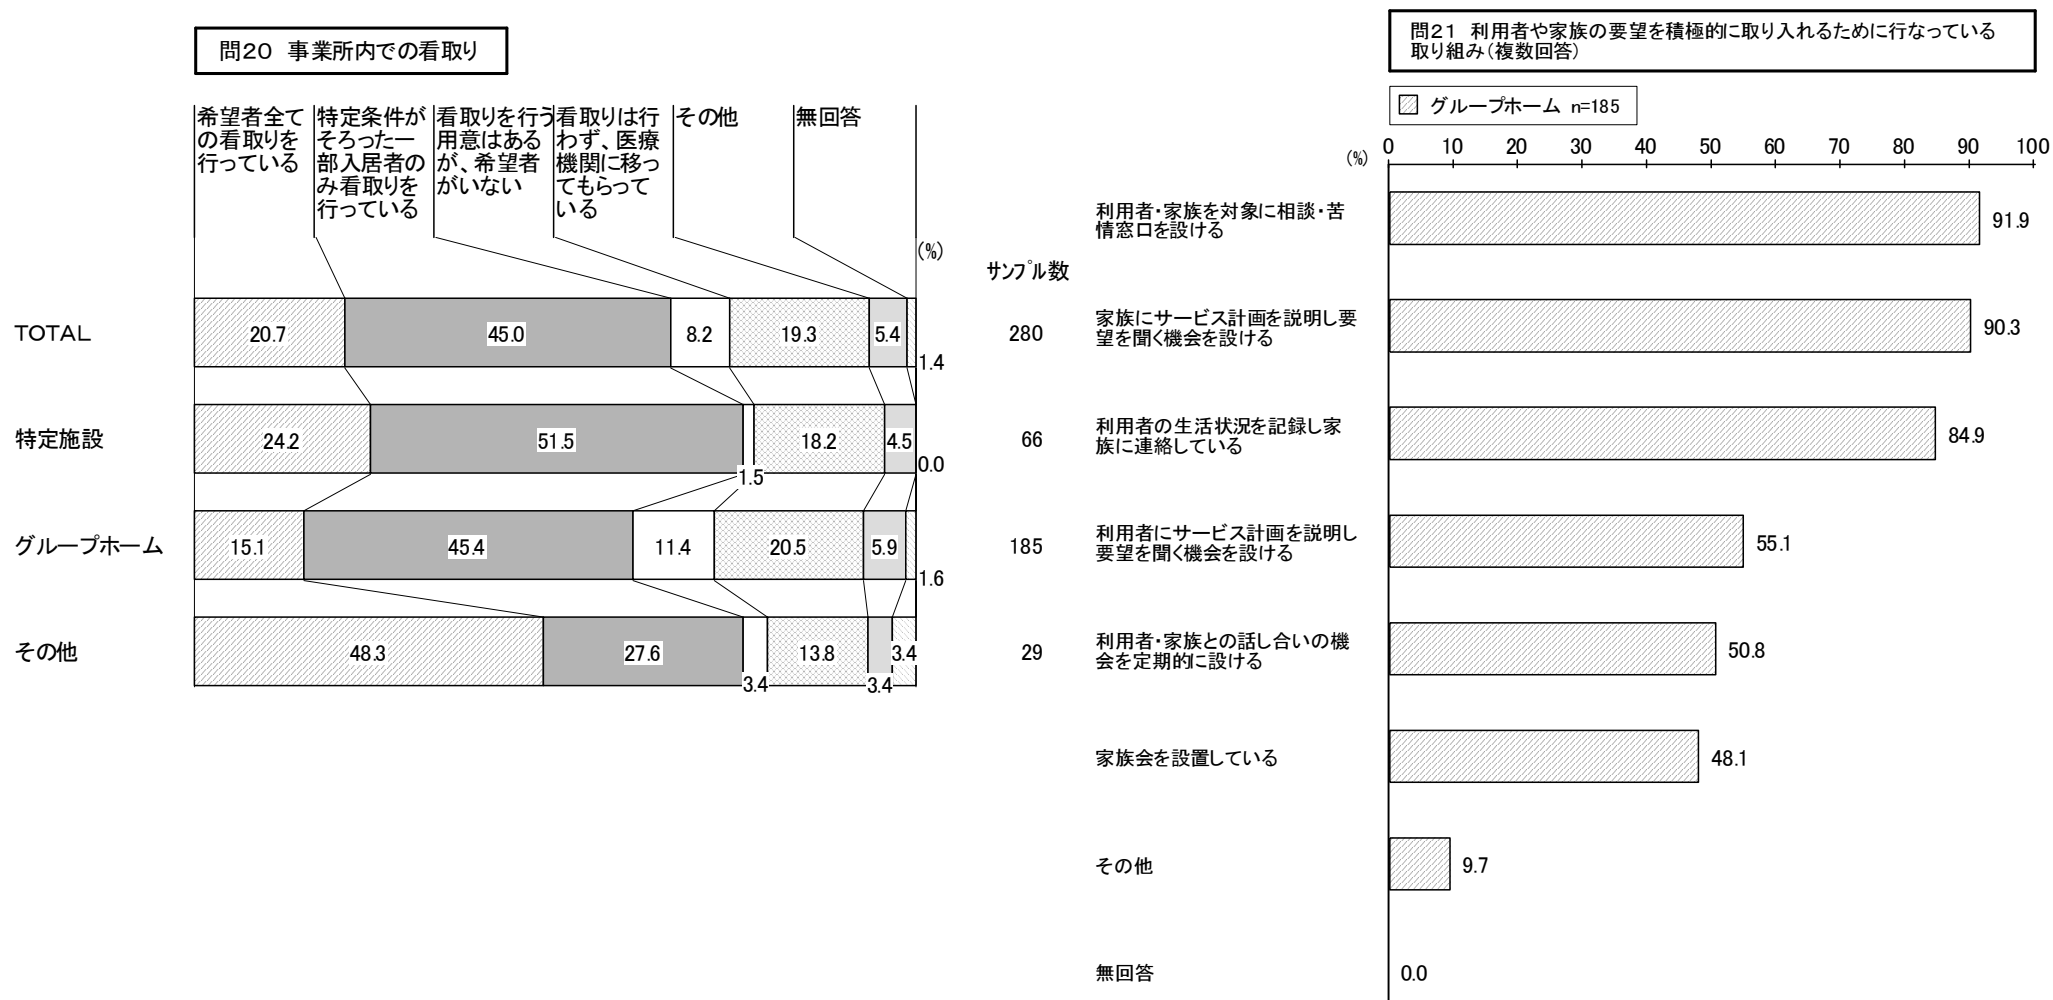 問20 事業所内での看取り
希望者全て
の看取りを
行っている
特定条件が
そろった一
部入居者の
み看取りを
行っている
看取りを行う
用意はある
が、希望者
がいない
看取りは行
わず、医療
機関に移っ
てもらって
いる
その他
無回答
(%)
サンプル数
TOTAL 20.7 45.0 8.2 19.3 5.4 1.4 280
特定施設 24.2 51.5 1.5 18.2 4.5 0.0 66
グループホーム 15.1 45.4 11.4 20.5 5.9 1.6 185
その他 48.3 27.6 3.4 13.8 3.4 3.4 29
問21 利用者や家族の要望を積極的に取り入れるために行なっている
取り組み(複数回答)
グループホーム n=185
(%) 0 10 20 30 40 50 60 70 80 90 100
利用者・家族を対象に相談・苦
情窓口を設ける
91.9
家族にサービス計画を説明し要
望を聞く機会を設ける
90.3
利用者の生活状況を記録し家
族に連絡している
84.9
利用者にサービス計画を説明し
要望を聞く機会を設ける
55.1
利用者・家族との話し合いの機
会を定期的に設ける
50.8
家族会を設置している
48.1
その他
9.7
無回答
0.0